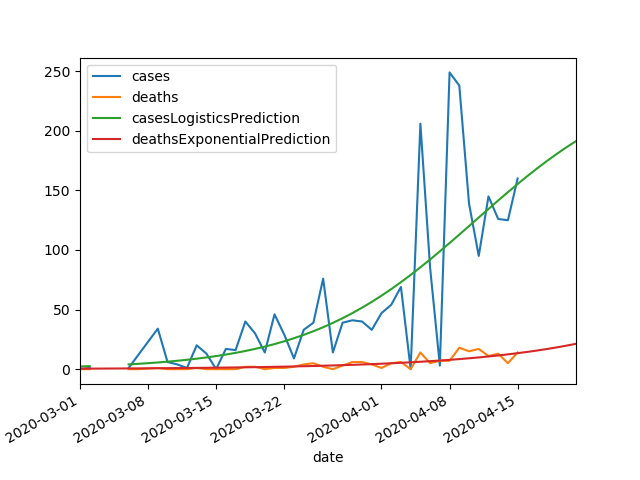 cases
deaths
casesLogisticsPrediction
deathsExponentialPrediction
250
200
150
100
50
0
2020-03-01
2020-03-08
2020-03-15
2020-03-22
2020-04-01
2020-04-08
2020-04-15
date